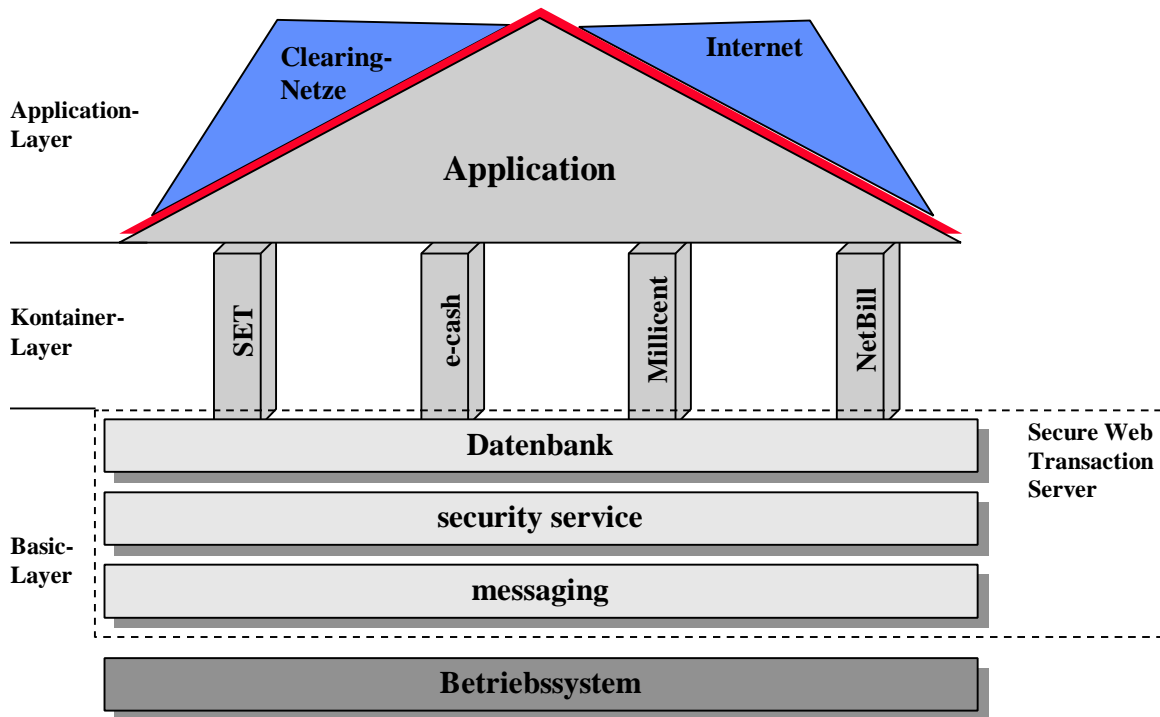 Clearing-
Netze
Internet
Application-
Layer
Application
Kontainer-
Layer
SET
e-cash
Millicent
NetBill
Datenbank
Secure Web
Transaction
Server
security service
Basic-
Layer
messaging
Betriebssystem